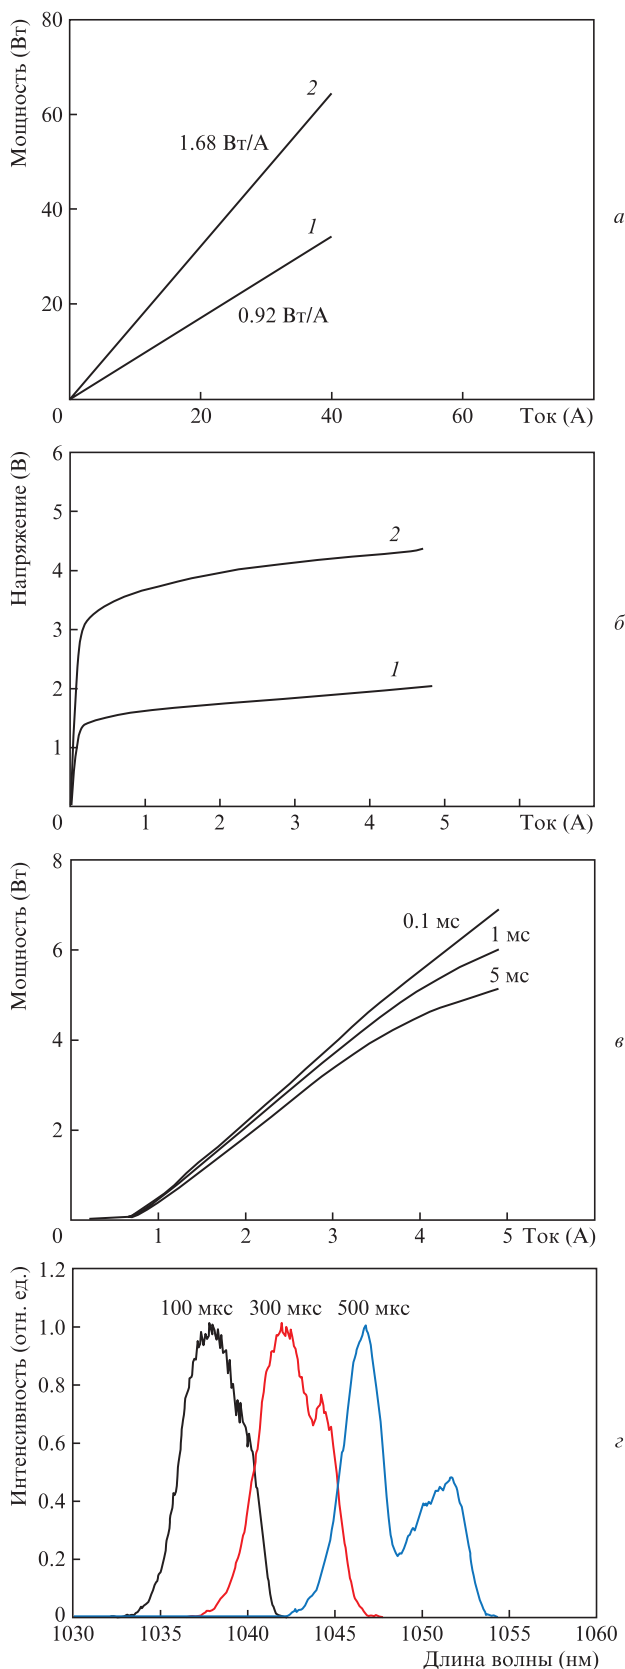 80
Мощность (Вт)
2
60
1.68 Вт/А
а
40
1
0.92 Вт/А
20
0
20
40
60
Ток (А)
6
Напряжение (В)
5
2
4
б
3
1
2
1
0
1
2
3
4
5
Ток (А)
8
Мощность (Вт)
0.1 мс
1 мс
6
5 мс
в
4
2
0
1
2
3
4
5
Ток (А)
1.2
Интенсивность (отн. ед.)
100 мкс 300 мкс 500 мкс
1.0
0.8
0.6
г
0.4
0.2
0
1030 1035 1040 1045 1050 1055 1060
Длина волны (нм)